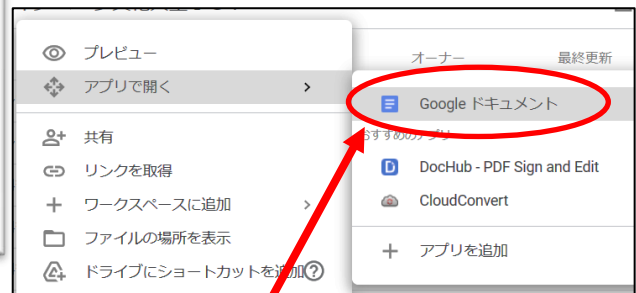 プレビュー
アプリで開く
共有
リンクを取得
ワークスペースに追加
ファイルの場所を表示
ドライブにショートカットを追加
オーナー
最終更新
Google ドキュメント
おすすめのアプリ
DocHub - PDF Sign and Edit
CloudConvert
アプリを追加